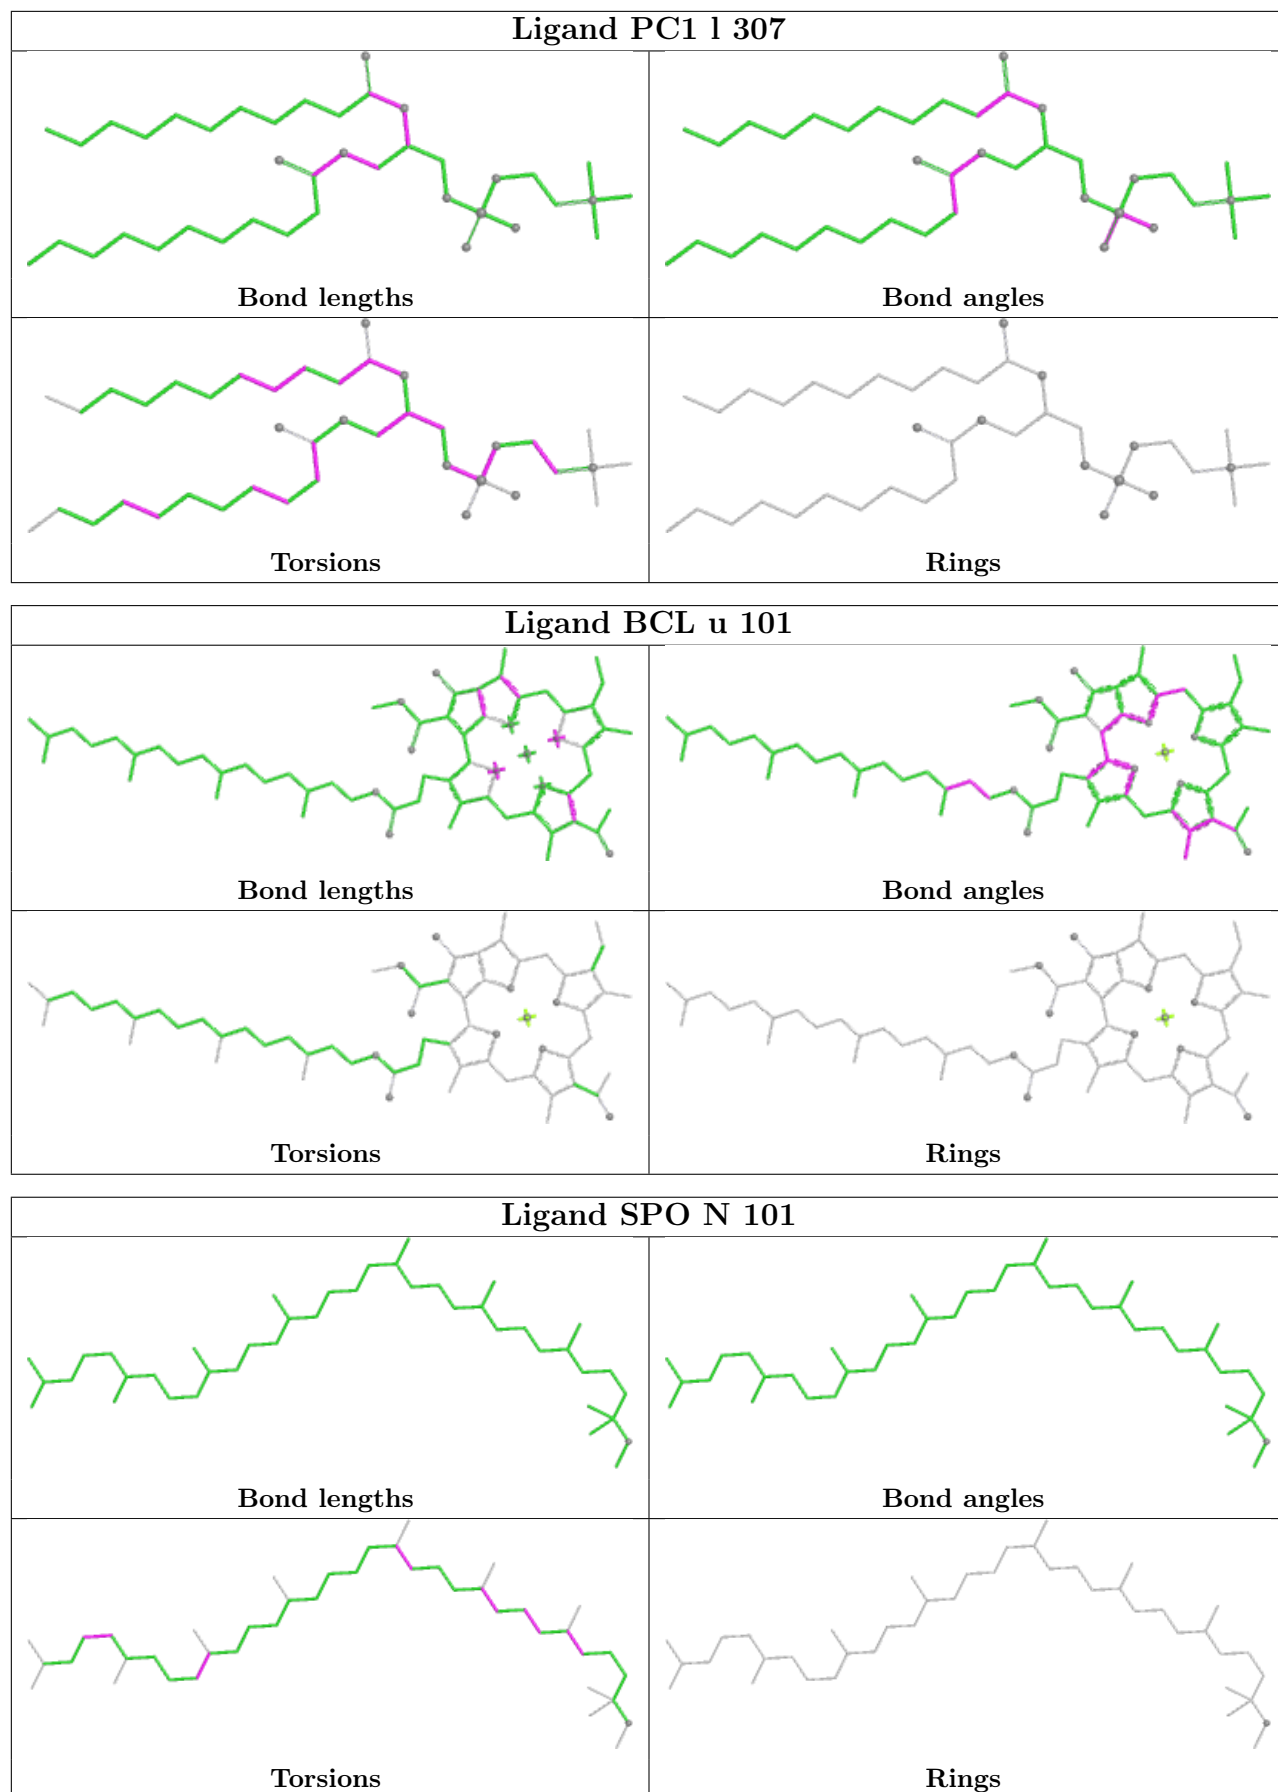 Ligand PC1 l 307
Bond lengths
Bond angles
Torsions
Rings
Ligand BCL u 101
Bond lengths
Bond angles
Torsions
Rings
Ligand SPO N 101
Bond lengths
Bond angles
Torsions
Rings